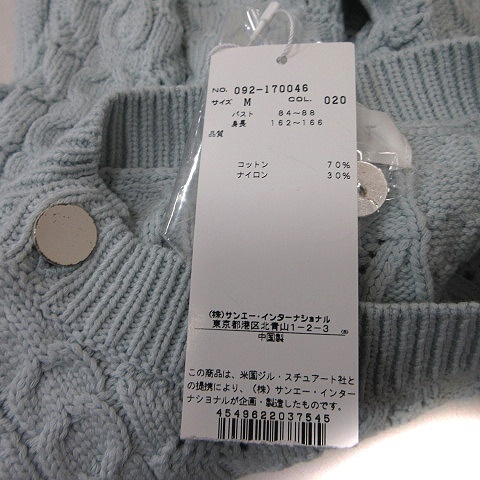 NO. 092-170046
サイズ M COL. 020
バスト 84〜88
身長 162〜166
品質
コットン 70%
ナイロン 30%
(株)サンエー・インターナショナル
東京都港区北青山1-2-3
中国製
この商品は、米国ジル・スチュアート社と
の提携により、(株)サンエー・インター
ナショナルが企画・製造したものです。
4549622037545